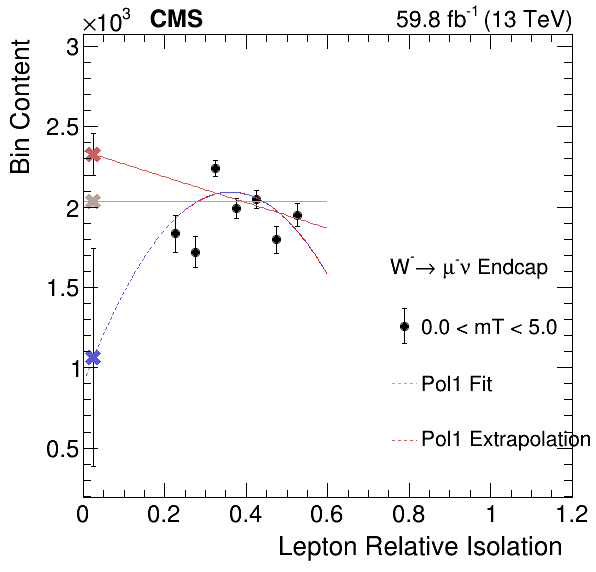 ×10³ CMS 59.8 fb⁻¹ (13 TeV)
Bin Content
3
2.5
2
1.5
1
0.5
W⁻→ μ⁻ν Endcap
0.0 < mT < 5.0
Pol1 Fit
Pol1 Extrapolation
0 0.2 0.4 0.6 0.8 1 1.2
Lepton Relative Isolation